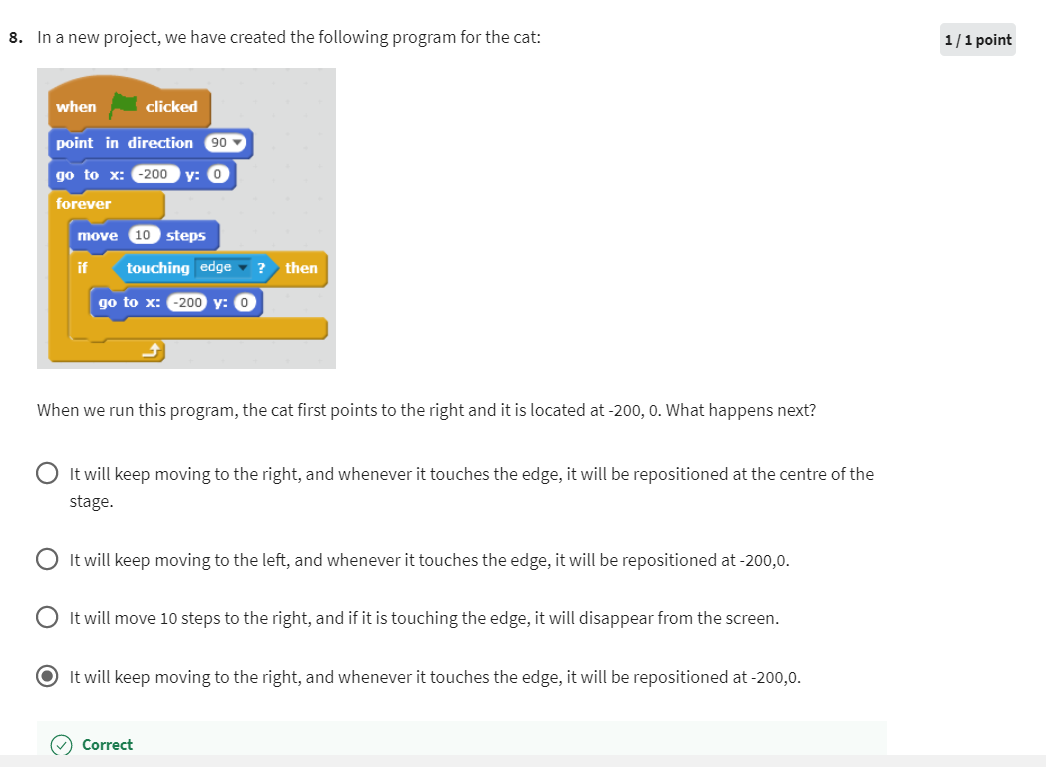 8. In a new project, we have created the following program for the cat:
1 / 1 point
when clicked
point in direction 90
go to x: -200 y: 0
forever
move 10 steps
if touching edge ? then
go to x: -200 y: 0
When we run this program, the cat first points to the right and it is located at -200, 0. What happens next?
It will keep moving to the right, and whenever it touches the edge, it will be repositioned at the centre of the
stage.
It will keep moving to the left, and whenever it touches the edge, it will be repositioned at -200,0.
It will move 10 steps to the right, and if it is touching the edge, it will disappear from the screen.
It will keep moving to the right, and whenever it touches the edge, it will be repositioned at -200,0.
Correct